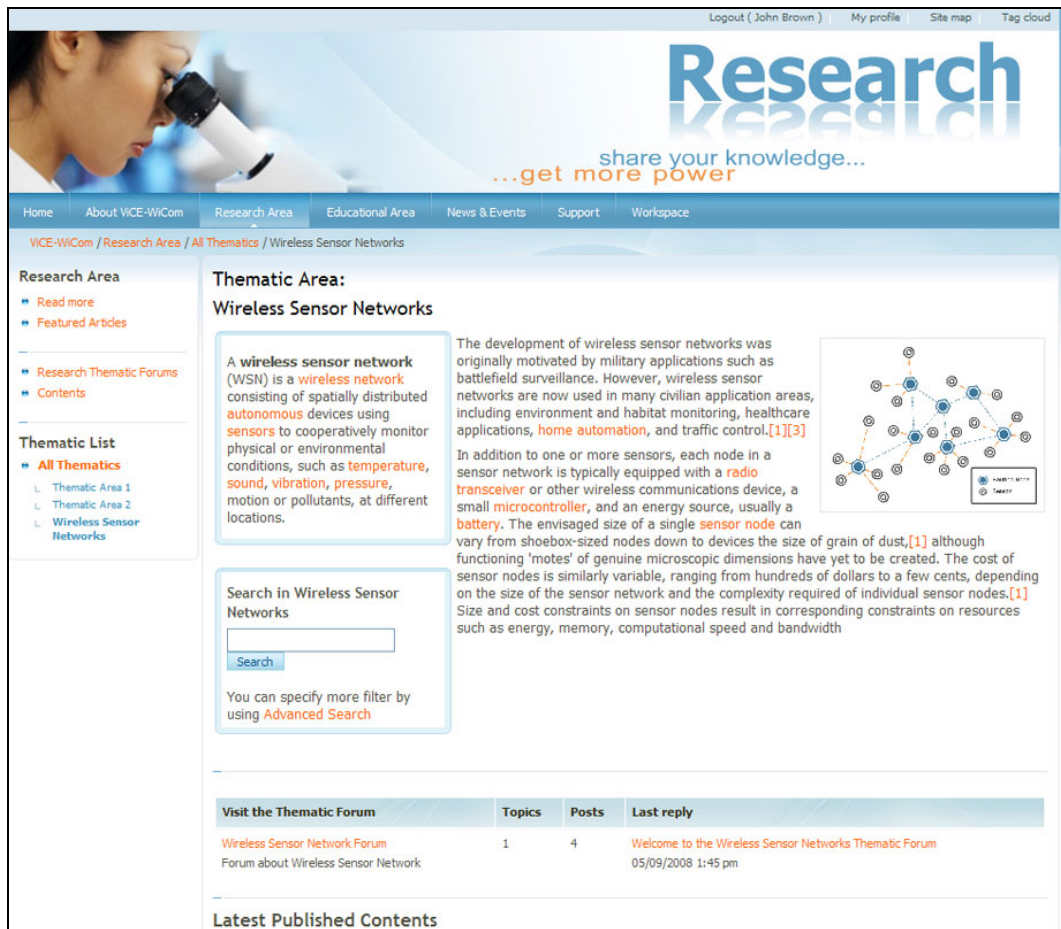 Logout ( John Brown ) My profile Site map Tag cloud
Research
share your knowledge...
...get more power
Home About ViCE-WiCom Research Area Educational Area News & Events Support Workspace
ViCE-WiCom / Research Area / All Thematics / Wireless Sensor Networks
Research Area
Read more
Featured Articles
Research Thematic Forums
Contents
Thematic List
All Thematics
Thematic Area 1
Thematic Area 2
Wireless Sensor
Networks
Thematic Area:
Wireless Sensor Networks
A wireless sensor network
(WSN) is a wireless network
consisting of spatially distributed
autonomous devices using
sensors to cooperatively monitor
physical or environmental
conditions, such as temperature,
sound, vibration, pressure,
motion or pollutants, at different
locations.
Search in Wireless Sensor
Networks
Search
You can specify more filter by
using Advanced Search
The development of wireless sensor networks was
originally motivated by military applications such as
battlefield surveillance. However, wireless sensor
networks are now used in many civilian application areas,
including environment and habitat monitoring, healthcare
applications, home automation, and traffic control.[1][3]
In addition to one or more sensors, each node in a
sensor network is typically equipped with a radio
transceiver or other wireless communications device, a
small microcontroller, and an energy source, usually a
battery. The envisaged size of a single sensor node can
vary from shoebox-sized nodes down to devices the size of grain of dust,[1] although
functioning 'motes' of genuine microscopic dimensions have yet to be created. The cost of
sensor nodes is similarly variable, ranging from hundreds of dollars to a few cents, depending
on the size of the sensor network and the complexity required of individual sensor nodes.[1]
Size and cost constraints on sensor nodes result in corresponding constraints on resources
such as energy, memory, computational speed and bandwidth
Visit the Thematic Forum Topics Posts Last reply
Wireless Sensor Network Forum 1 4 Welcome to the Wireless Sensor Networks Thematic Forum
Forum about Wireless Sensor Network 05/09/2008 1:45 pm
Latest Published Contents